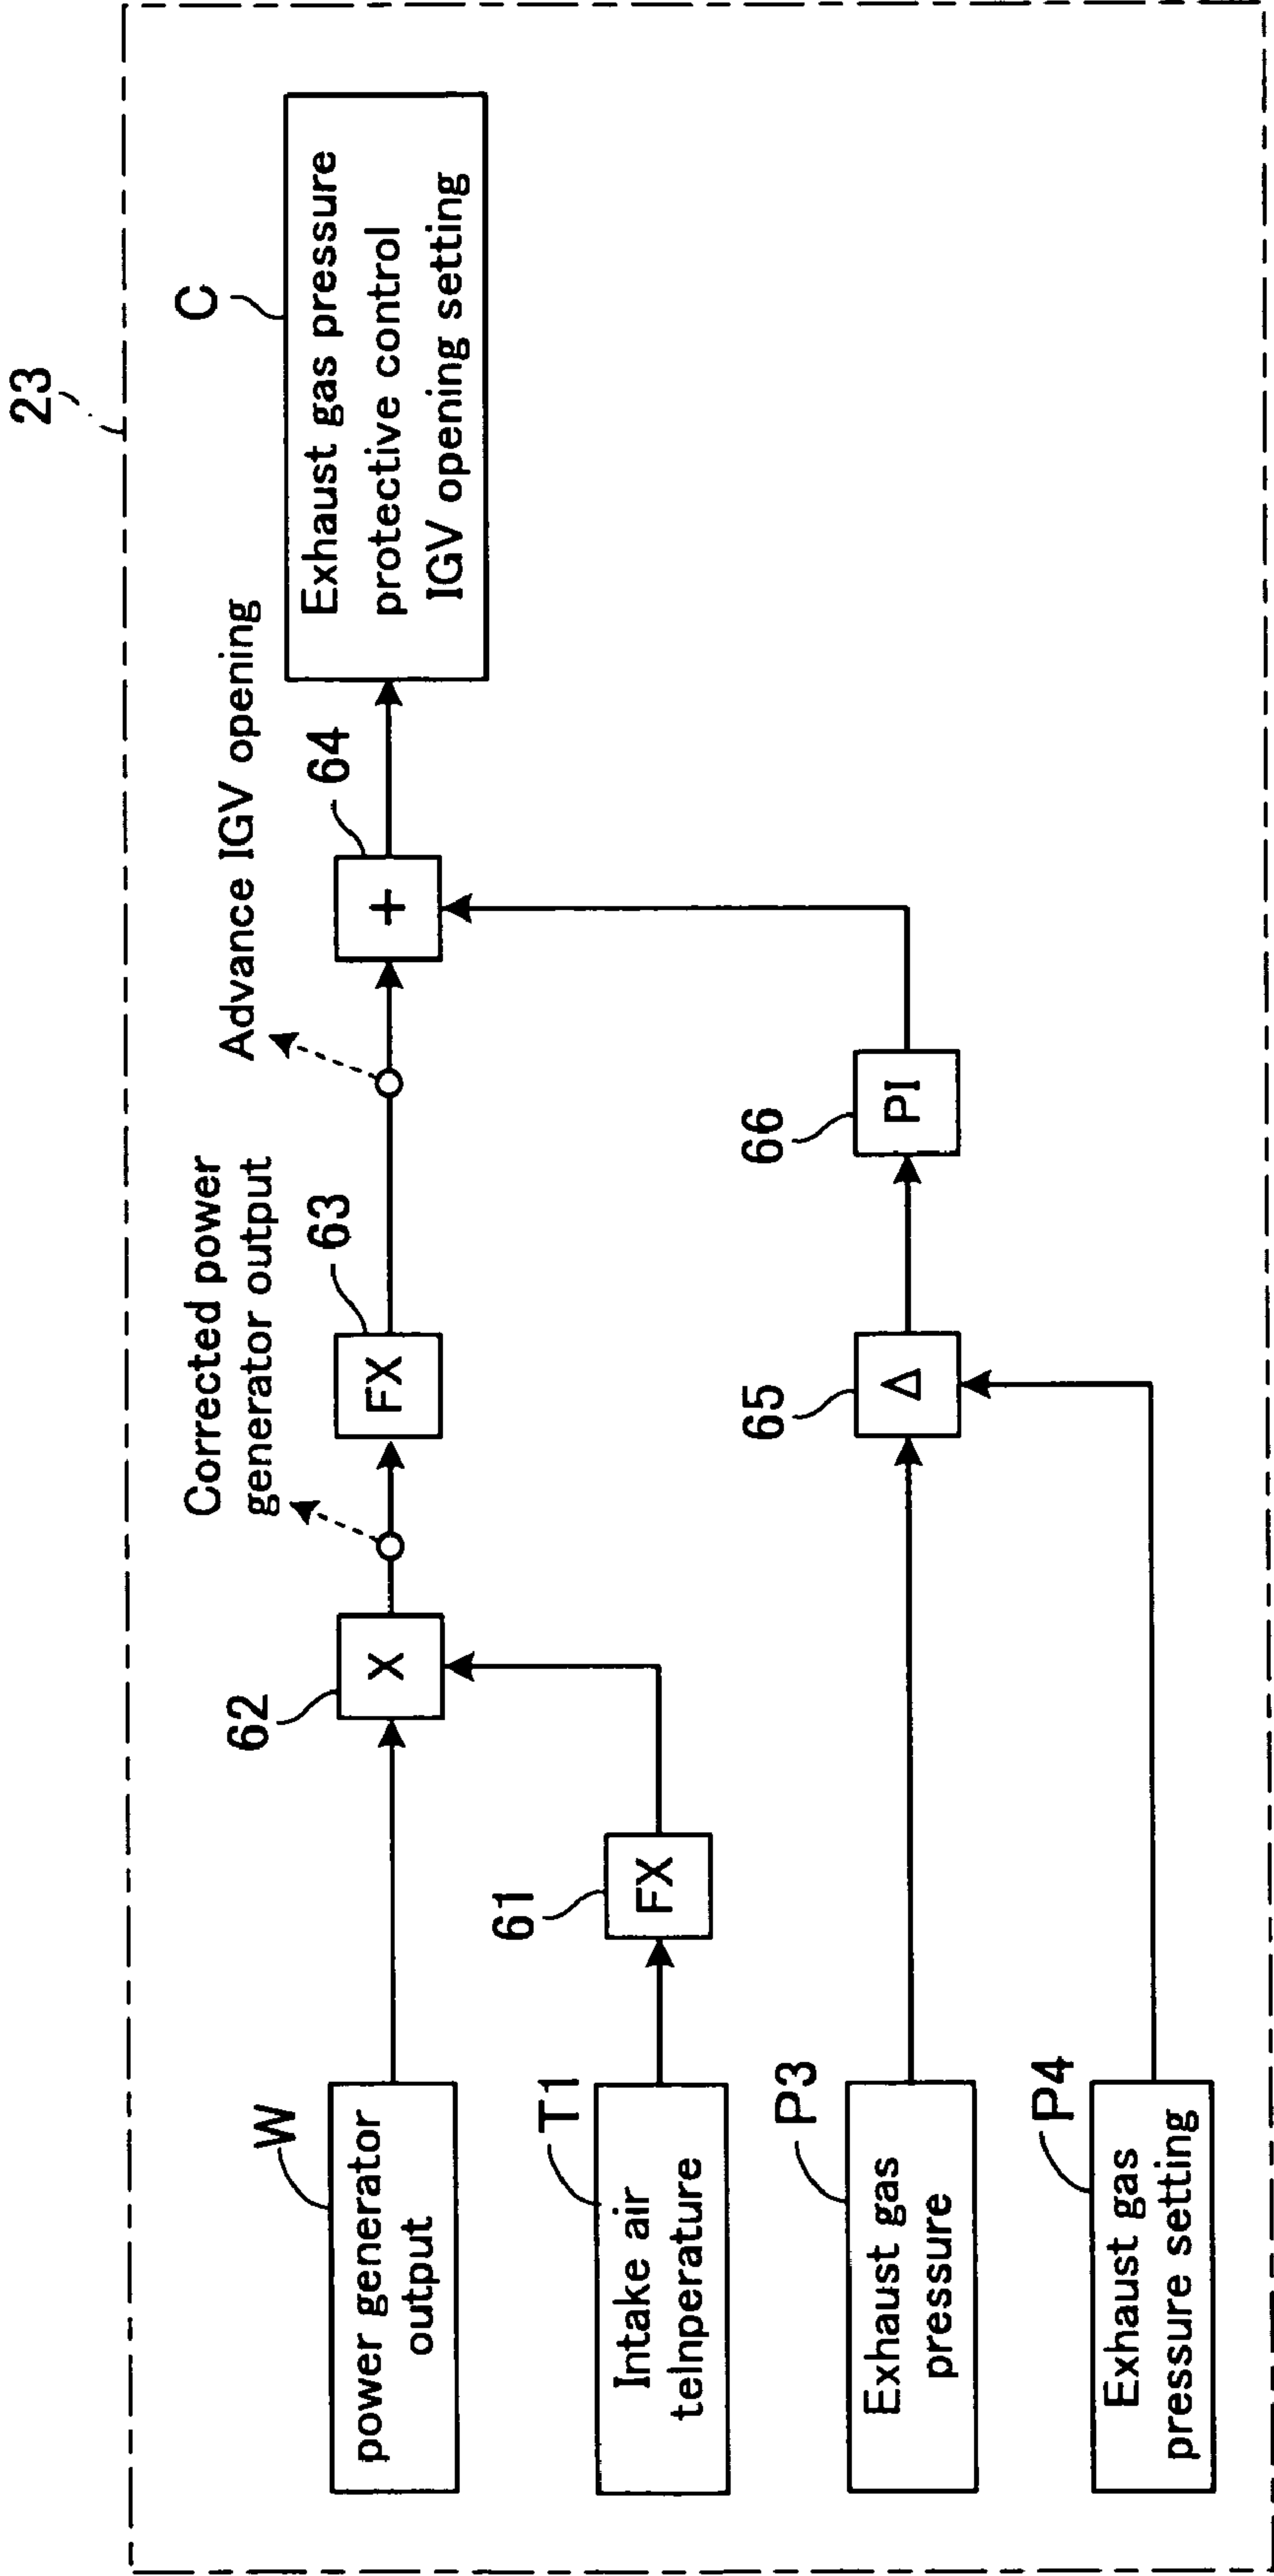 23
C
Exhaust gas pressure
protective control
IGV opening setting
Advance IGV opening
64
+
Corrected power
generator output
63
FX
66
PI
62
X
65
Δ
61
FX
W
power generator
output
T1
Intake air
telnperature
P3
Exhaust gas
pressure
P4
Exhaust gas
pressure setting